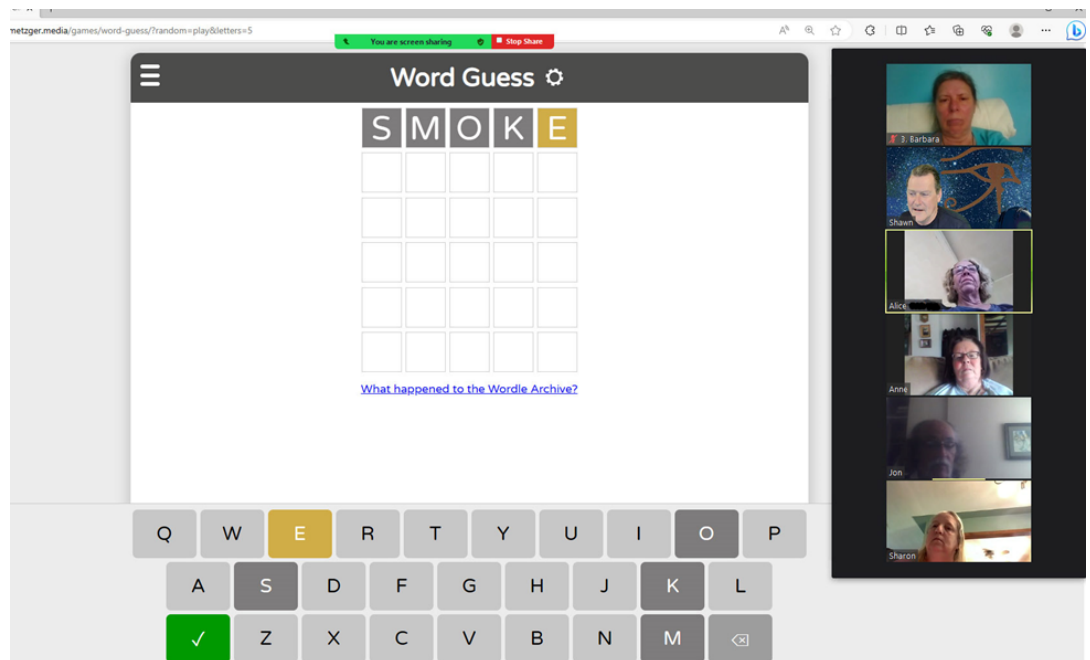 metzger.media/games/word-guess/?random=play&letters=5
You are screen sharing
Stop Share
Word Guess
SMOKE
What happened to the Wordle Archive?
Q W E R T Y U I O P
A S D F G H J K L
Z X C V B N M
3. Barbara
Shawn
Alice
Anne
Jon
Sharon